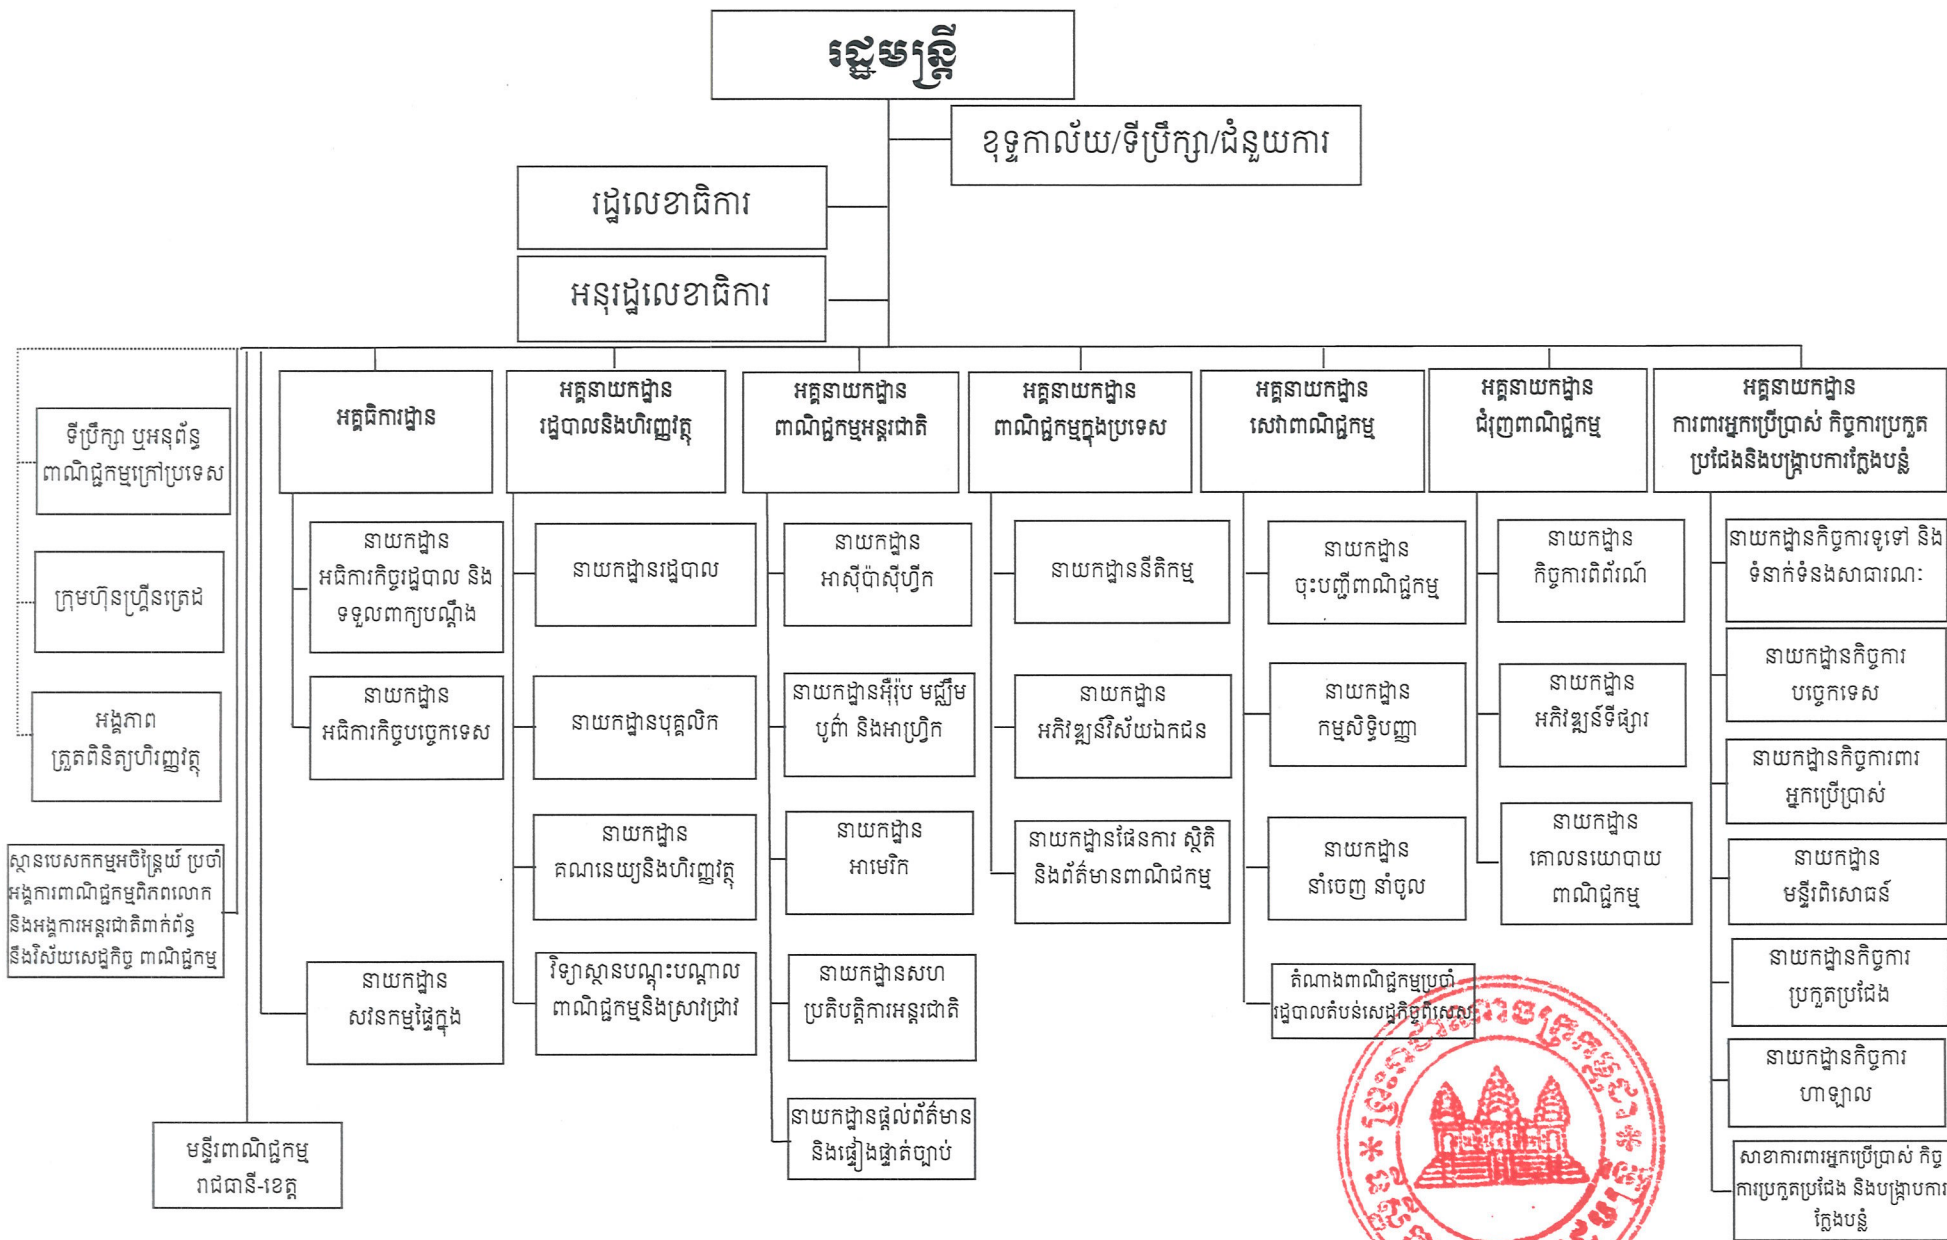 រដ្ឋមន្ត្រី
ខុទ្ទកាល័យ/ទីប្រឹក្សា/ជំនួយការ
រដ្ឋលេខាធិការ
អនុរដ្ឋលេខាធិការ
ទីប្រឹក្សា ឬអនុព័ន្ធ
ពាណិជ្ជកម្មក្រៅប្រទេស
ក្រុមហ៊ុនហ្គ្រីនត្រេដ
អង្គភាព
ត្រួតពិនិត្យហិរញ្ញវត្ថុ
ស្ថានបេសកកម្មអចិន្ត្រៃយ៍ ប្រចាំ
អង្គការពាណិជ្ជកម្មពិភពលោក
និងអង្គការអន្តរជាតិពាក់ព័ន្ធ
នឹងវិស័យសេដ្ឋកិច្ច ពាណិជ្ជកម្ម
មន្ទីរពាណិជ្ជកម្ម
រាជធានី-ខេត្ត
អគ្គធិការដ្ឋាន
នាយកដ្ឋាន
អធិការកិច្ចរដ្ឋបាល និង
ទទួលពាក្យបណ្តឹង
នាយកដ្ឋាន
អធិការកិច្ចបច្ចេកទេស
នាយកដ្ឋាន
សវនកម្មផ្ទៃក្នុង
អគ្គនាយកដ្ឋាន
រដ្ឋបាលនិងហិរញ្ញវត្ថុ
នាយកដ្ឋានរដ្ឋបាល
នាយកដ្ឋានបុគ្គលិក
នាយកដ្ឋាន
គណនេយ្យនិងហិរញ្ញវត្ថុ
វិទ្យាស្ថានបណ្តុះបណ្តាល
ពាណិជ្ជកម្មនិងស្រាវជ្រាវ
អគ្គនាយកដ្ឋាន
ពាណិជ្ជកម្មអន្តរជាតិ
នាយកដ្ឋាន
អាស៊ីប៉ាស៊ីហ្វីក
នាយកដ្ឋានអ៊ឺរ៉ុប មជ្ឈឹម
បូព៌ា និងអាហ្វ្រិក
នាយកដ្ឋាន
អាមេរិក
នាយកដ្ឋានសហ
ប្រតិបត្តិការអន្តរជាតិ
នាយកដ្ឋានផ្តល់ព័ត៌មាន
និងផ្ទៀងផ្ទាត់ច្បាប់
អគ្គនាយកដ្ឋាន
ពាណិជ្ជកម្មក្នុងប្រទេស
នាយកដ្ឋាននីតិកម្ម
នាយកដ្ឋាន
អភិវឌ្ឍន៍វិស័យឯកជន
នាយកដ្ឋានផែនការ ស្ថិតិ
និងព័ត៌មានពាណិជកម្ម
អគ្គនាយកដ្ឋាន
សេវាពាណិជ្ជកម្ម
នាយកដ្ឋាន
ចុះបញ្ជីពាណិជ្ជកម្ម
នាយកដ្ឋាន
កម្មសិទ្ធិបញ្ញា
នាយកដ្ឋាន
នាំចេញ នាំចូល
តំណាងពាណិជ្ជកម្មប្រចាំ
រដ្ឋបាលតំបន់សេដ្ឋកិច្ចពិសេស
អគ្គនាយកដ្ឋាន
ជំរុញពាណិជ្ជកម្ម
នាយកដ្ឋាន
កិច្ចការពិព័រណ៍
នាយកដ្ឋាន
អភិវឌ្ឍន៍ទីផ្សារ
នាយកដ្ឋាន
គោលនយោបាយ
ពាណិជ្ជកម្ម
អគ្គនាយកដ្ឋាន
ការពារអ្នកប្រើប្រាស់ កិច្ចការប្រកួត
ប្រជែងនិងបង្ក្រាបការក្លែងបន្លំ
នាយកដ្ឋានកិច្ចការទូទៅ និង
ទំនាក់ទំនងសាធារណៈ
នាយកដ្ឋានកិច្ចការ
បច្ចេកទេស
នាយកដ្ឋានកិច្ចការពារ
អ្នកប្រើប្រាស់
នាយកដ្ឋាន
មន្ទីរពិសោធន៍
នាយកដ្ឋានកិច្ចការ
ប្រកួតប្រជែង
នាយកដ្ឋានកិច្ចការ
ហាឡាល
សាខាការពារអ្នកប្រើប្រាស់ កិច្ច
ការប្រកួតប្រជែង និងបង្ក្រាបការ
ក្លែងបន្លំ